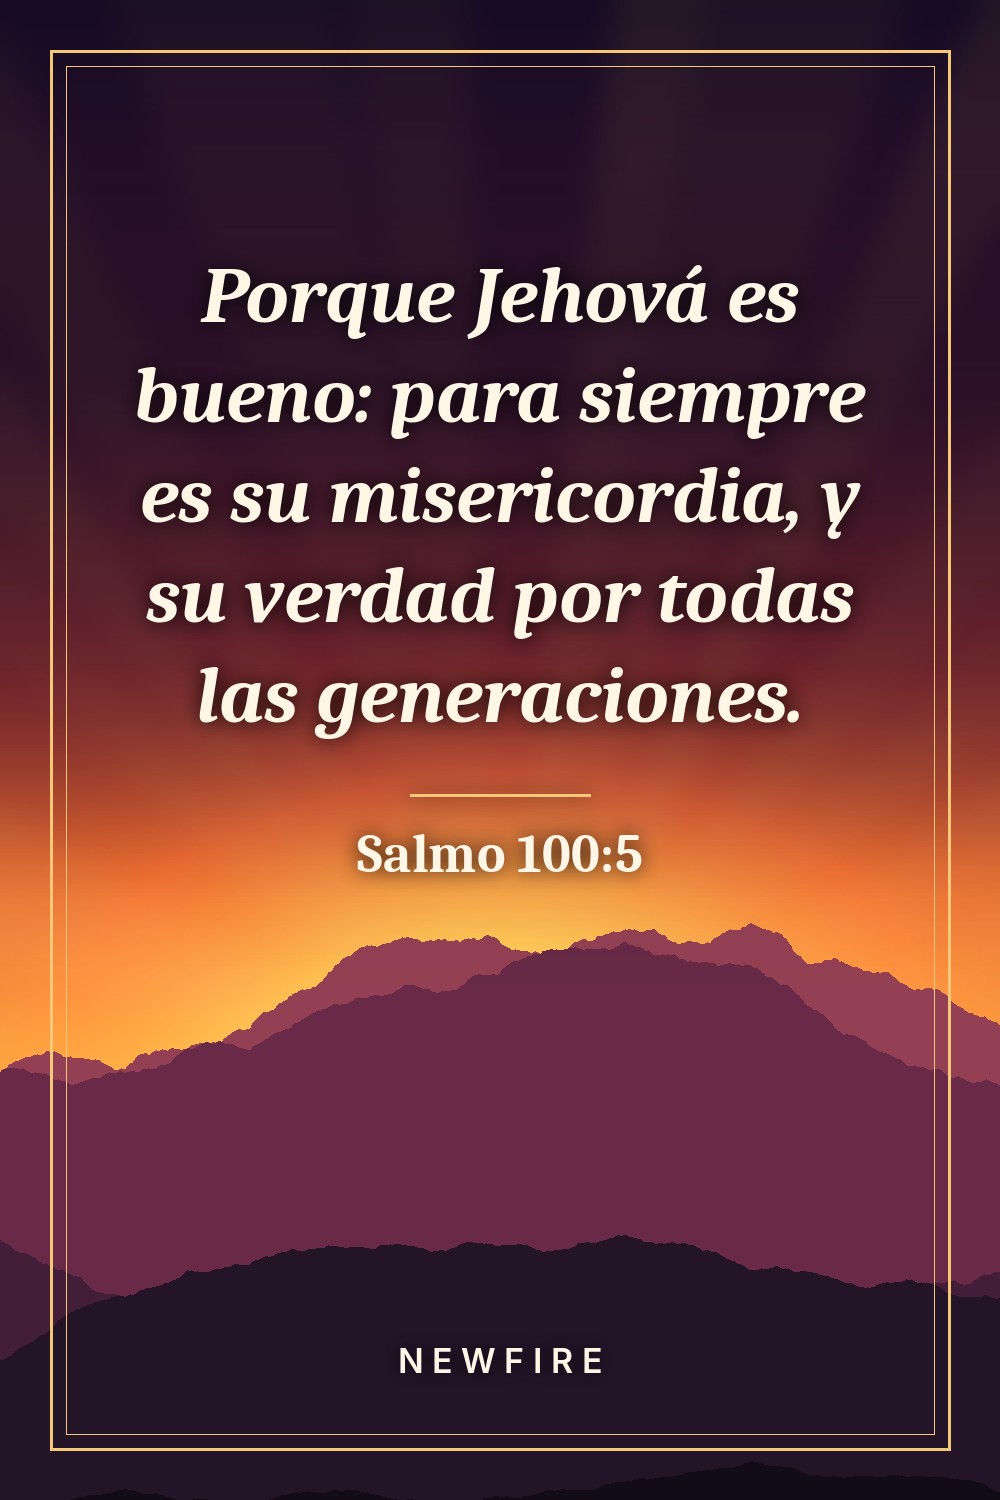 Porque Jehová es
bueno: para siempre
es su misericordia, y
su verdad por todas
las generaciones.
Salmo 100:5
NEWFIRE